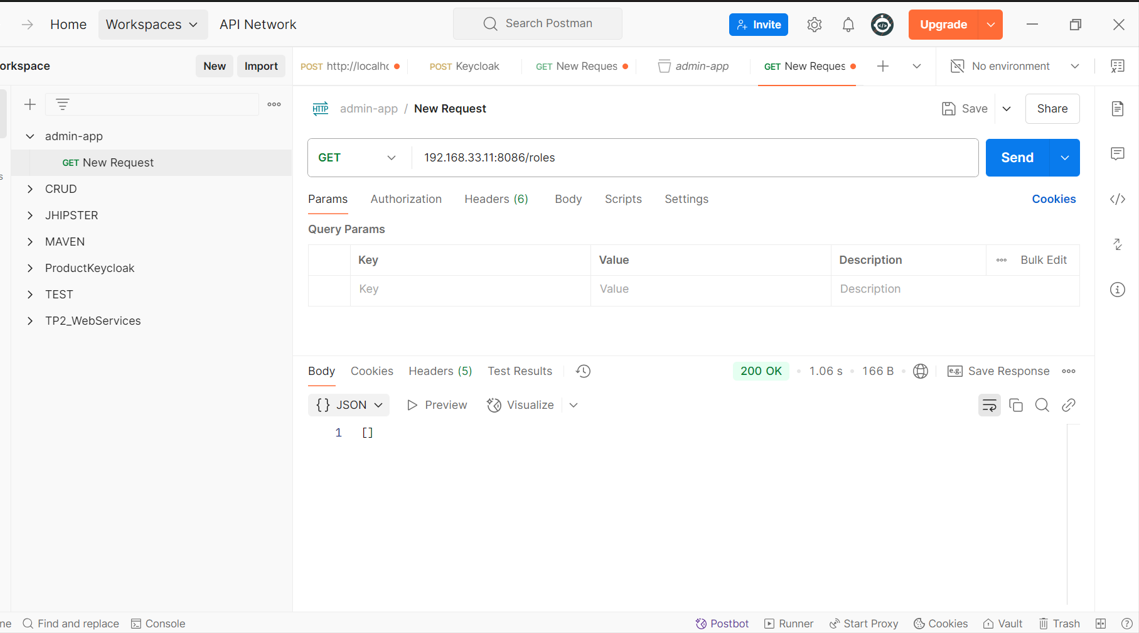 Home Workspaces API Network Search Postman Invite Upgrade
orkspace New Import POST http://localhc POST Keycloak GET New Reques admin-app GET New Reques No environment
admin-app / New Request Save Share
admin-app
GET New Request
CRUD
JHIPSTER
MAVEN
ProductKeycloak
TEST
TP2_WebServices
HTTP
GET 192.168.33.11:8086/roles Send
Params Authorization Headers (6) Body Scripts Settings Cookies
Query Params
Key Value Description Bulk Edit
Key Value Description
Body Cookies Headers (5) Test Results 200 OK 1.06 s 166 B e.g. Save Response
{} JSON Preview Visualize
1 []
ne Find and replace Console Postbot Runner Start Proxy Cookies Vault Trash